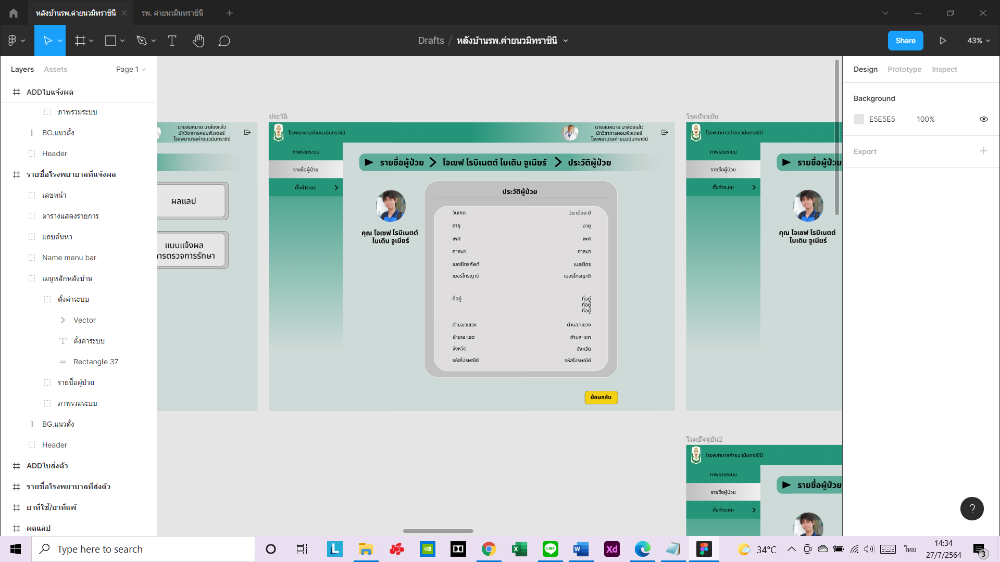 หลังบ้านรพ.ค่ายนวมิทราชินี
รพ. ค่ายนวมินทราชินี
Drafts / หลังบ้านรพ.ค่ายนวมิทราชินี
Share
43%
Layers
Assets
Page 1
ADDใบแจ้งผล
ภาพรวมระบบ
BG.แนวตั้ง
Header
รายชื่อโรงพยาบาลที่แจ้งผล
เลขหน้า
ตารางแสดงรายการ
แถบค้นหา
Name menu bar
เมนูหลักหลังบ้าน
ตั้งค่าระบบ
Vector
ตั้งค่าระบบ
Rectangle 37
รายชื่อผู้ป่วย
ภาพรวมระบบ
BG.แนวตั้ง
Header
ADDใบส่งตัว
รายชื่อโรงพยาบาลที่ส่งตัว
ยาที่ใช้/ยาที่แพ้
ผลแลป
นายสมหมาย มาส่องแล้ว
นักวิชาการคอมพิวเตอร์
โรงพยาบาลค่ายนวมินทราชินี
ผลแลป
แบบแจ้งผล
ารตรวจการรักษา
ประวัติ
โรงพยาบาลค่ายนวมินทราชินี
นายสมหมาย มาส่องแล้ว
นักวิชาการคอมพิวเตอร์
โรงพยาบาลค่ายนวมินทราชินี
ภาพรวมระบบ
รายชื่อผู้ป่วย
ตั้งค่าระบบ
รายชื่อผู้ป่วย
โจเซฟ โรบิเนตต์ ไบเดิน จูเนียร์
ประวัติผู้ป่วย
คุณ โจเซฟ โรบิเนตต์
ไบเดิน จูเนียร์
ประวัติผู้ป่วย
วันเกิด วัน เดือน ปี
อายุ อายุ
เพศ เพศ
ศาสนา ศาสนา
เบอร์โทรศัพท์ เบอร์โทร
เบอร์โทรญาติ เบอร์โทรญาติ
ที่อยู่ ที่อยู่
ที่อยู่
ที่อยู่
ตำบล/แขวง ตำบล/แขวง
อำเภอ/เขต ตำบล/เขต
จังหวัด จังหวัด
รหัสไปรษณีย์ รหัสไปรษณีย์
ย้อนกลับ
โรคปัจจุบัน
โรงพยาบาลค่ายนวมินทราชินี
ภาพรวมระบบ
รายชื่อผู้ป่วย
ตั้งค่าระบบ
รายชื่อผู้ป่วย
คุณ โจเซฟ โรบิเนตต์
ไบเดิน จูเนียร์
โรคปัจจุบัน2
โรงพยาบาลค่ายนวมินทราชินี
ภาพรวมระบบ
รายชื่อผู้ป่วย
ตั้งค่าระบบ
รายชื่อผู้ป่วย
Design
Prototype
Inspect
Background
E5E5E5
100%
Export
?
Type here to search
L
W
Xd
LINE
34°C
ไทย
14:34
27/7/2564
3